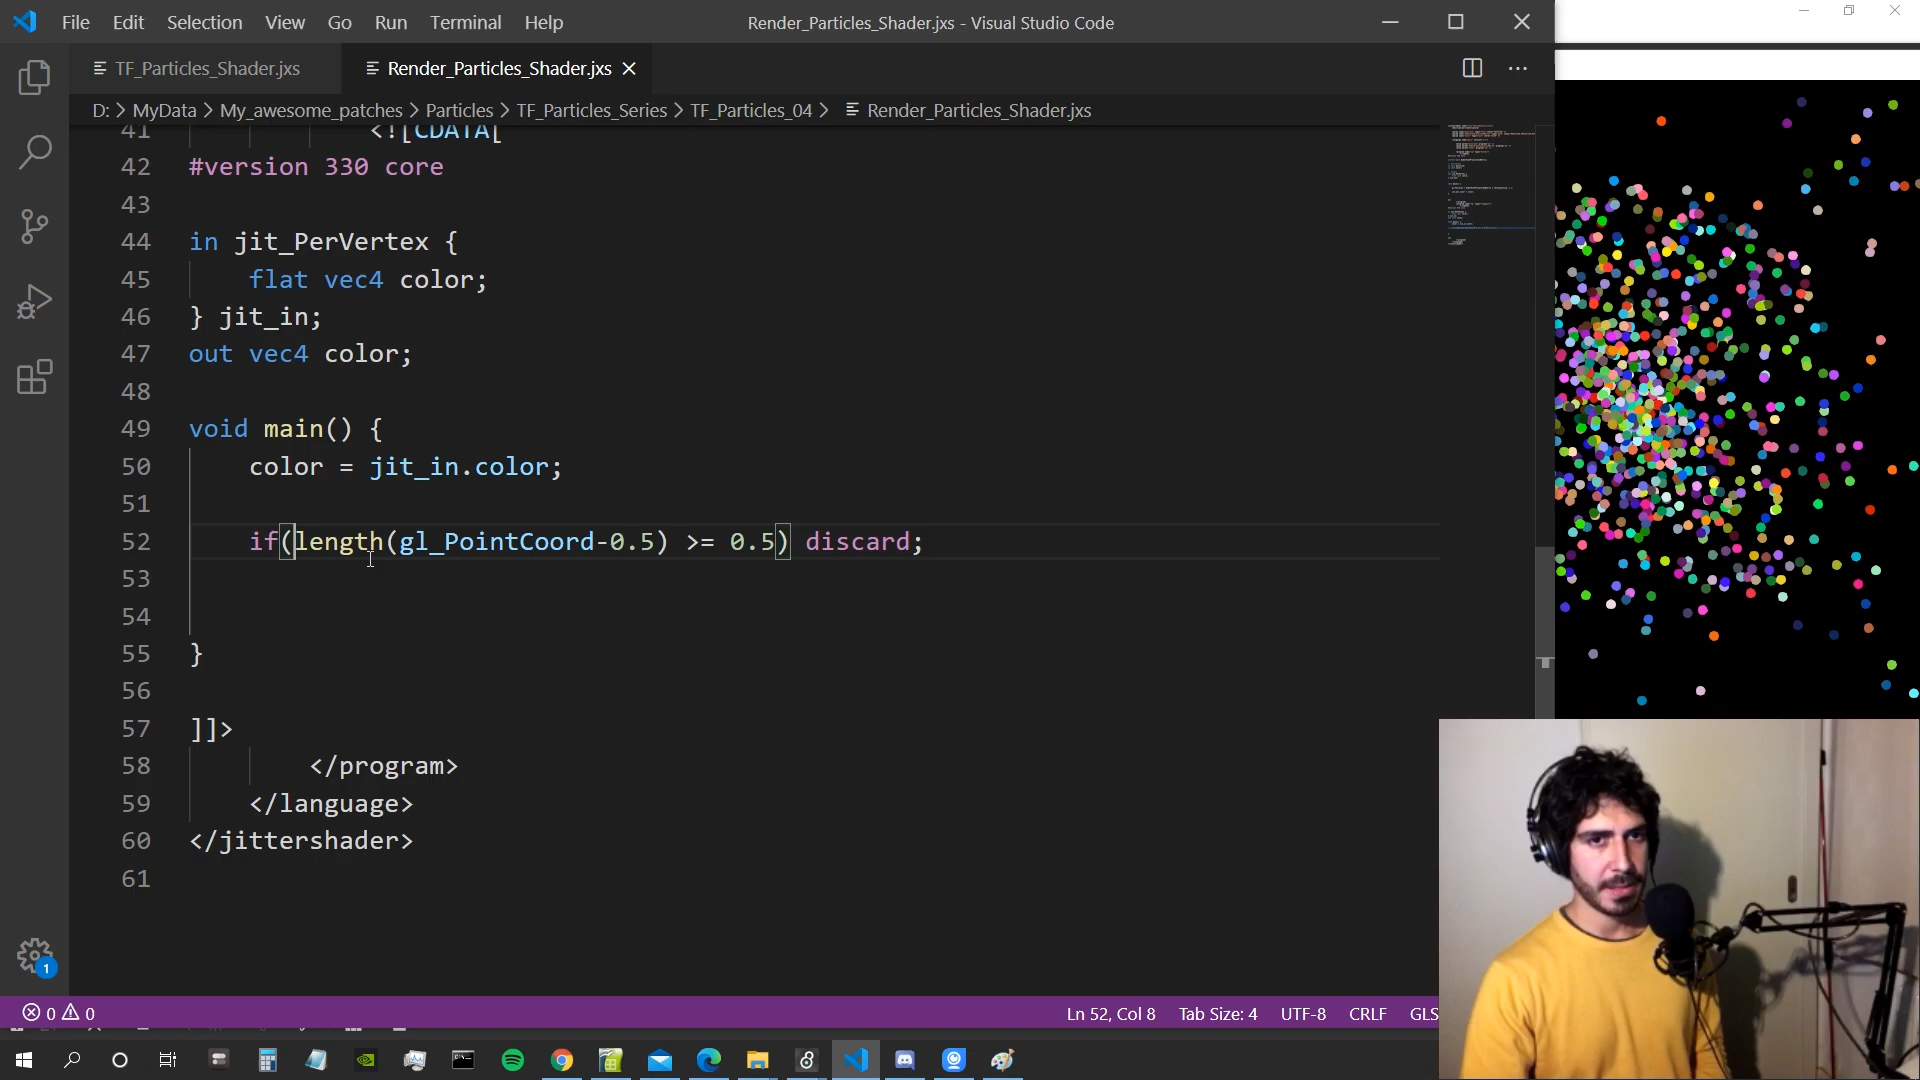 File Edit Selection View Go Run Terminal Help
Render_Particles_Shader.jxs - Visual Studio Code
TF_Particles_Shader.jxs
Render_Particles_Shader.jxs
D: > MyData > My_awesome_patches > Particles > TF_Particles_Series > TF_Particles_04 > Render_Particles_Shader.jxs
41 <![CDATA[
42 #version 330 core
43
44 in jit_PerVertex {
45 flat vec4 color;
46 } jit_in;
47 out vec4 color;
48
49 void main() {
50 color = jit_in.color;
51
52 if(length(gl_PointCoord-0.5) >= 0.5) discard;
53
54
55 }
56
57 ]]>
58 </program>
59 </language>
60 </jittershader>
61
1
0 0
Ln 52, Col 8 Tab Size: 4 UTF-8 CRLF GLS